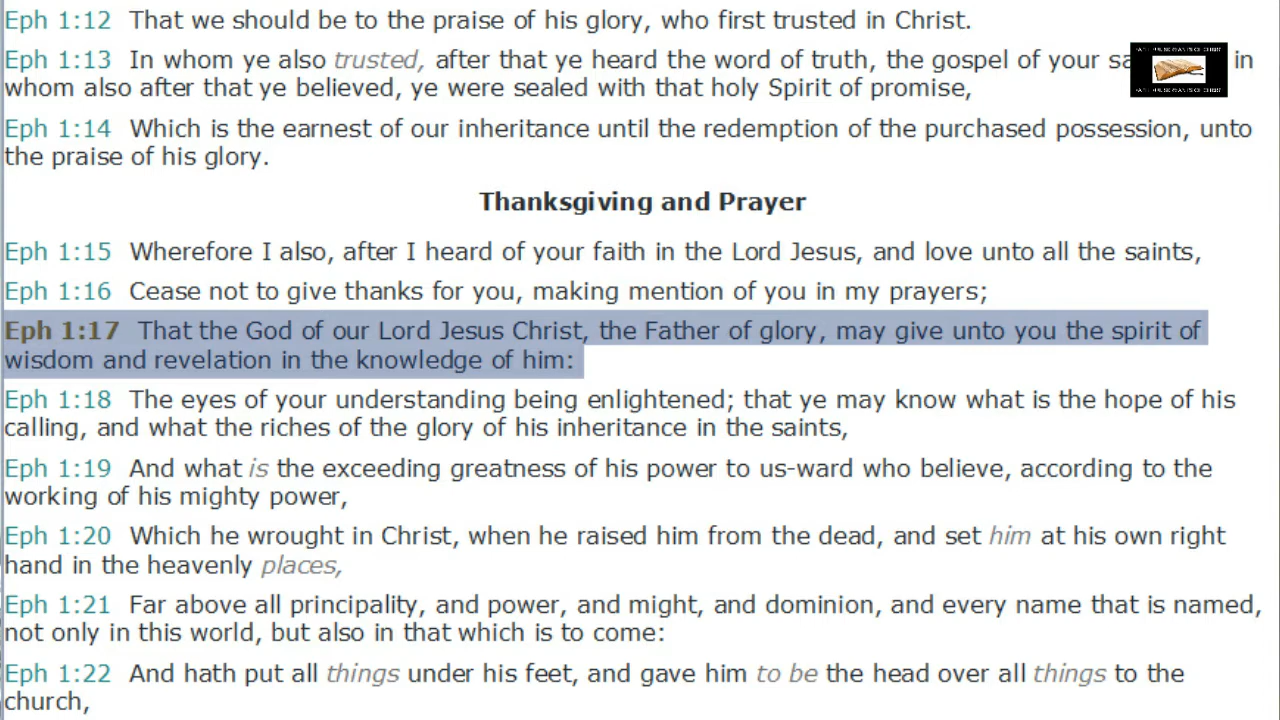 Eph 1:12 That we should be to the praise of his glory, who first trusted in Christ.
Eph 1:13 In whom ye also trusted, after that ye heard the word of truth, the gospel of your sa in
whom also after that ye believed, ye were sealed with that holy Spirit of promise,
Eph 1:14 Which is the earnest of our inheritance until the redemption of the purchased possession, unto
the praise of his glory.
Thanksgiving and Prayer
Eph 1:15 Wherefore I also, after I heard of your faith in the Lord Jesus, and love unto all the saints,
Eph 1:16 Cease not to give thanks for you, making mention of you in my prayers;
Eph 1:17 That the God of our Lord Jesus Christ, the Father of glory, may give unto you the spirit of
wisdom and revelation in the knowledge of him:
Eph 1:18 The eyes of your understanding being enlightened; that ye may know what is the hope of his
calling, and what the riches of the glory of his inheritance in the saints,
Eph 1:19 And what is the exceeding greatness of his power to us-ward who believe, according to the
working of his mighty power,
Eph 1:20 Which he wrought in Christ, when he raised him from the dead, and set him at his own right
hand in the heavenly places,
Eph 1:21 Far above all principality, and power, and might, and dominion, and every name that is named,
not only in this world, but also in that which is to come:
Eph 1:22 And hath put all things under his feet, and gave him to be the head over all things to the
church,